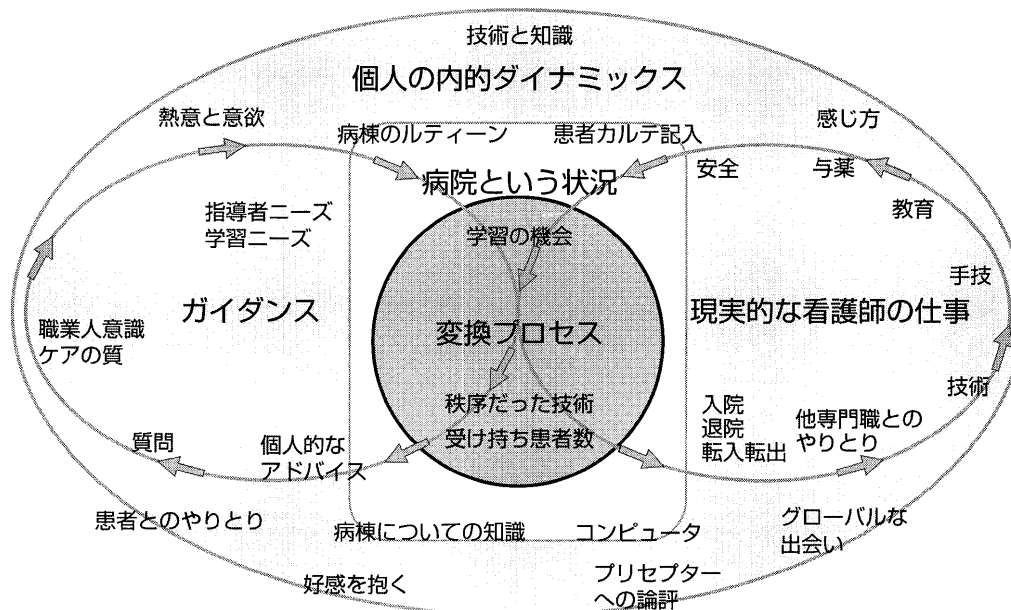 技術と知識
個人の内的ダイナミックス
熱意と意欲
感じ方
病棟のルティーン
患者カルテ記入
安全
与薬
病院という状況
教育
指導者ニーズ
学習ニーズ
学習の機会
手技
ガイダンス
現実的な看護師の仕事
職業人意識
ケアの質
変換プロセス
技術
秩序だった技術
受け持ち患者数
入院
退院
転入転出
他専門職との
やりとり
質問
個人的な
アドバイス
患者とのやりとり
病棟についての知識
コンピュータ
グローバルな
出会い
好感を抱く
プリセプター
への論評